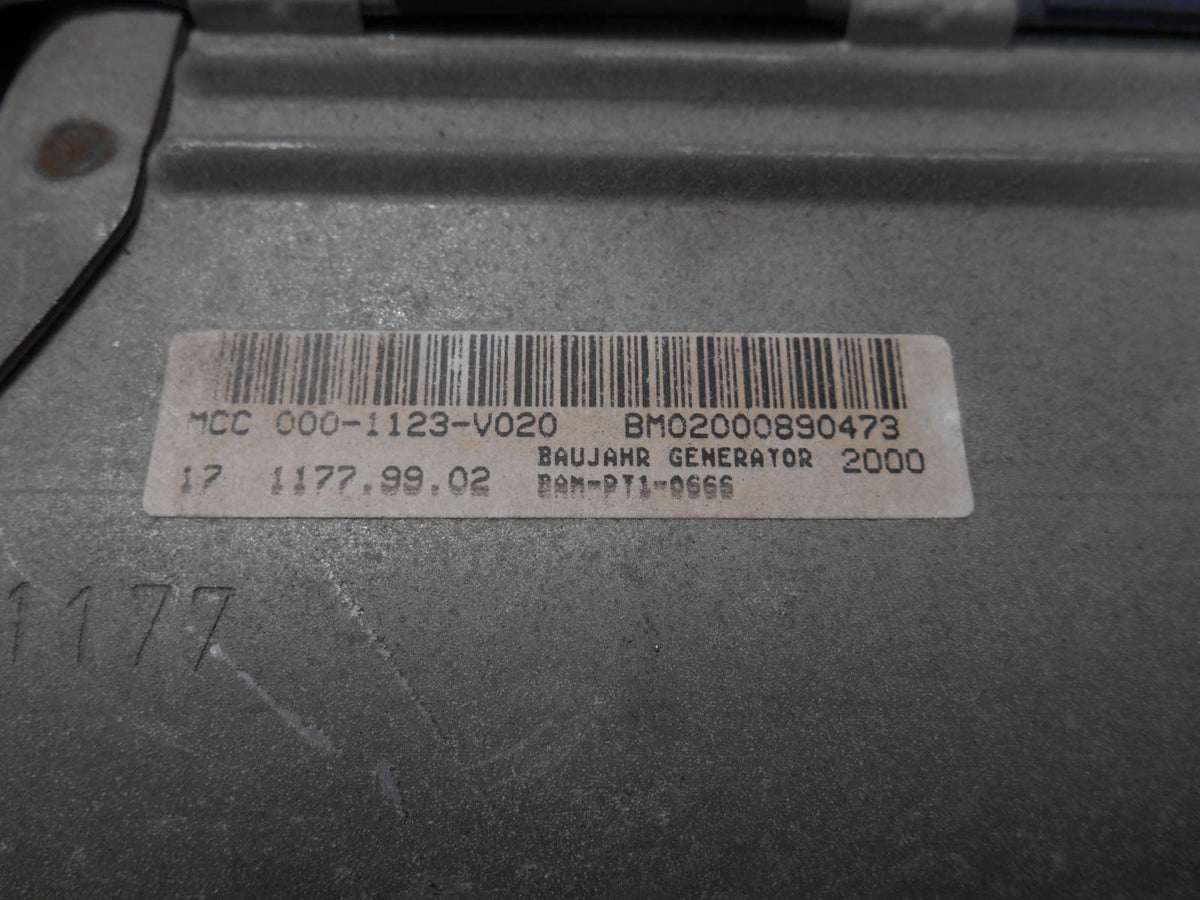 MCC 000-1123-V020 BM02000890473
BAUJAHR GENERATOR 2000
17 1177.99.02 BAM-PT1-0666
1177